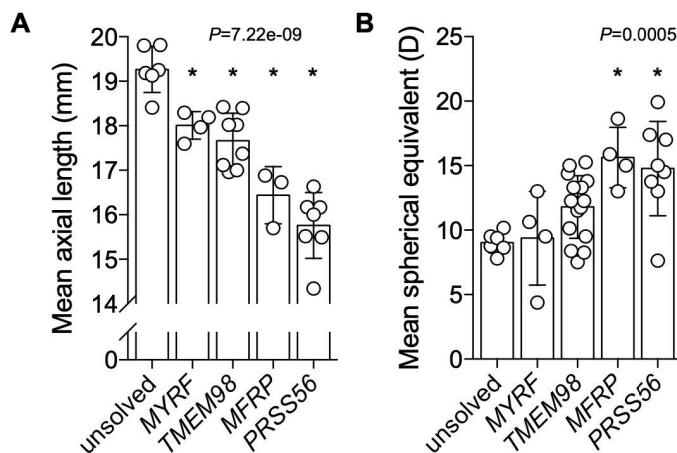 A
P=7.22e-09
* * * *
Mean axial length (mm)
20
19
18
17
16
15
14
0
unsolved
MYRF
TMEM98
MFRP
PRSS56
B
P=0.0005
* *
Mean spherical equivalent (D)
25
20
15
10
5
0
unsolved
MYRF
TMEM98
MFRP
PRSS56